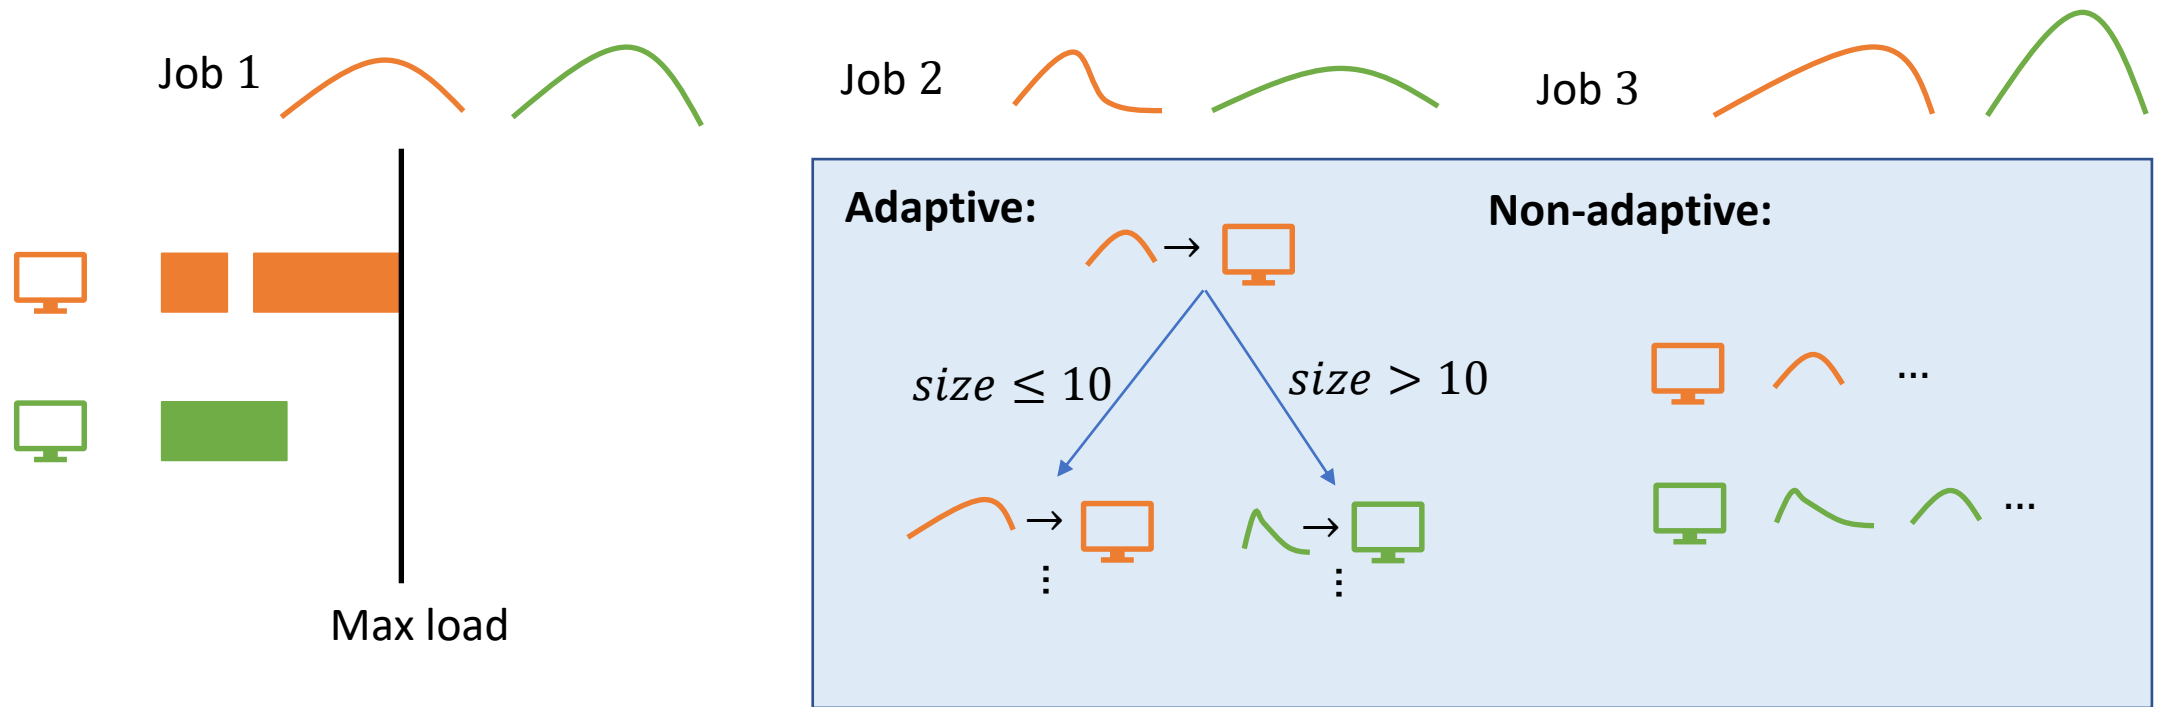 Job 1
Job 2
Job 3
Adaptive:
Non-adaptive:
→
size ≤ 10
size > 10
...
→
→
...
⋮
⋮
Max load